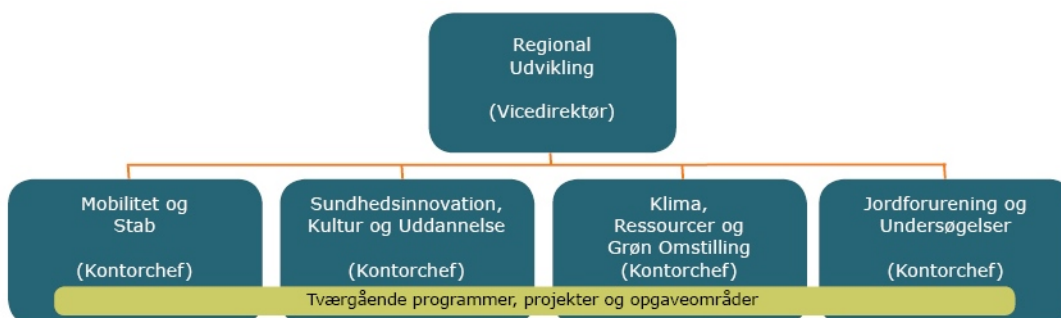 Regional
Udvikling
(Vicedirektør)
Mobilitet og
Stab
(Kontorchef)
Sundhedsinnovation,
Kultur og Uddannelse
(Kontorchef)
Klima,
Ressourcer og
Grøn Omstilling
(Kontorchef)
Jordforurening og
Undersøgelser
(Kontorchef)
Tværgående programmer, projekter og opgaveområder